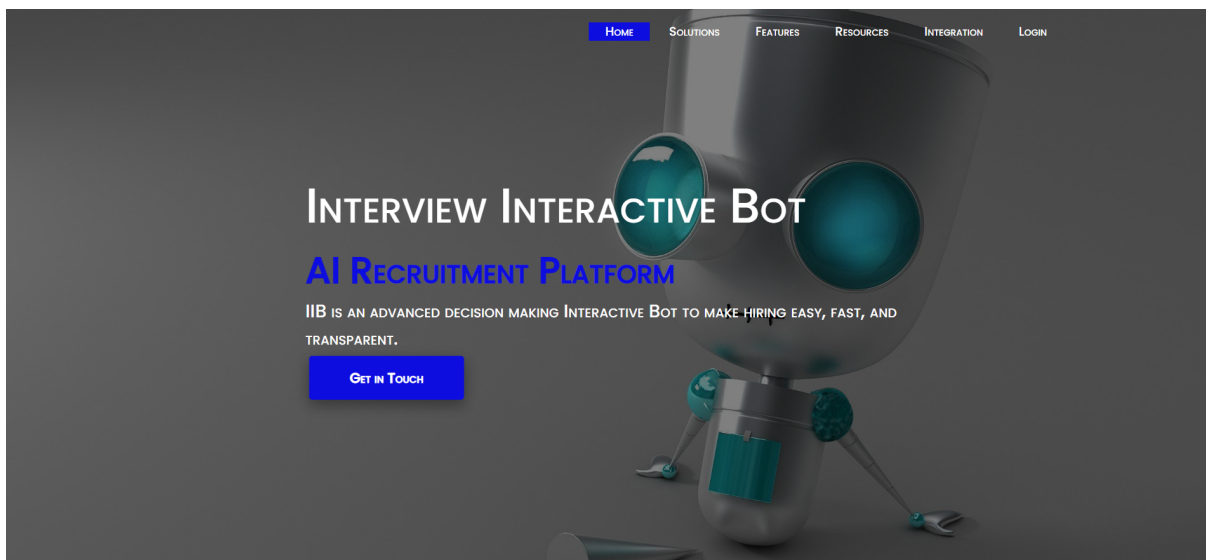 Home Solutions Features Resources Integration Login
Interview Interactive Bot
AI Recruitment Platform
IIB is an advanced decision making Interactive Bot to make hiring easy, fast, and
transparent.
Get in Touch